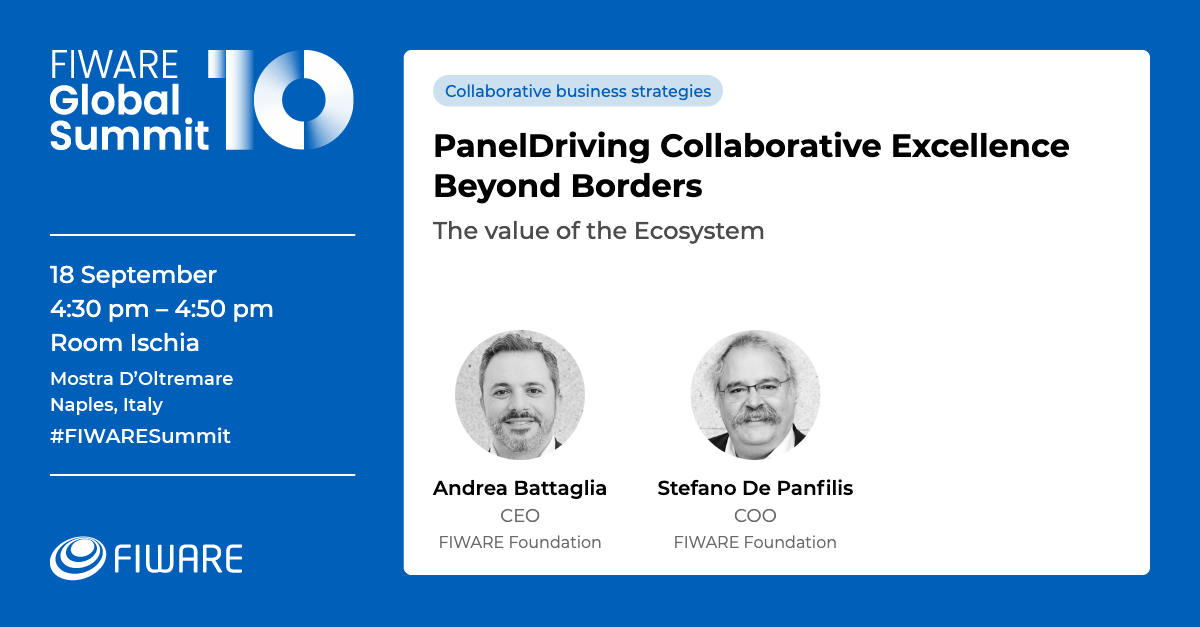 FIWARE
Global
Summit
10
18 September
4:30 pm – 4:50 pm
Room Ischia
Mostra D’Oltremare
Naples, Italy
#FIWARESummit
FIWARE
Collaborative business strategies
PanelDriving Collaborative Excellence
Beyond Borders
The value of the Ecosystem
Andrea Battaglia
CEO
FIWARE Foundation
Stefano De Panfilis
COO
FIWARE Foundation